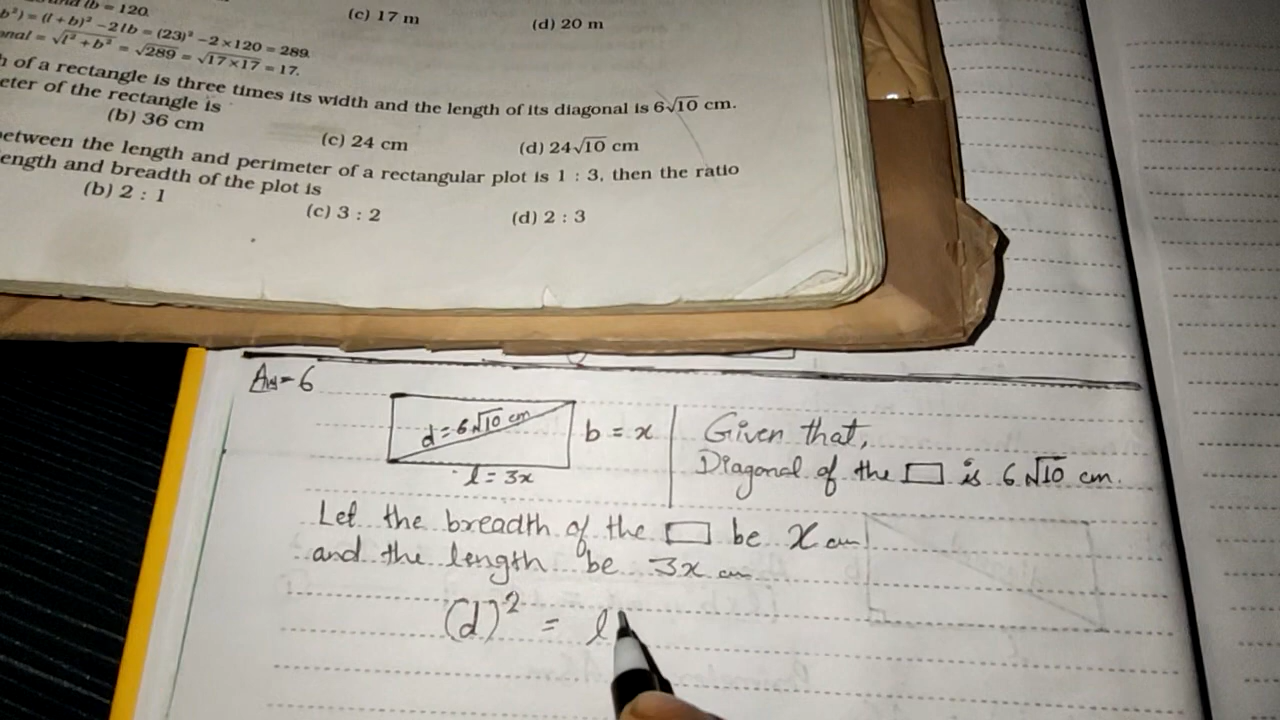 lb = 120.
b²) = (l + b)² – 2lb = (23)² – 2 × 120 = 289.
= √l² + b² = √289 = √17 × 17 = 17.
(c) 17 m (d) 20 m
of a rectangle is three times its width and the length of its diagonal is 6√10 cm.
of the rectangle is
(b) 36 cm (c) 24 cm (d) 24√10 cm
between the length and perimeter of a rectangular plot is 1 : 3, then the ratio
length and breadth of the plot is
(b) 2 : 1 (c) 3 : 2 (d) 2 : 3
6
d = 6√10 cm
b = x
l = 3x
Given that,
Diagonal of the □ is 6√10 cm.
Let the breadth of the □ be x cm
and the length be 3x cm
(d)² = l